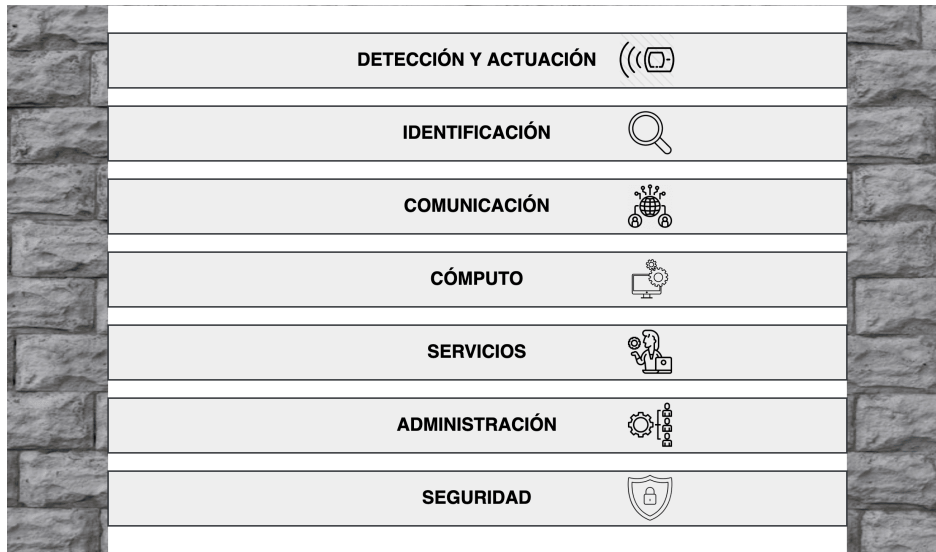 DETECCIÓN Y ACTUACIÓN
IDENTIFICACIÓN
COMUNICACIÓN
CÓMPUTO
SERVICIOS
ADMINISTRACIÓN
SEGURIDAD